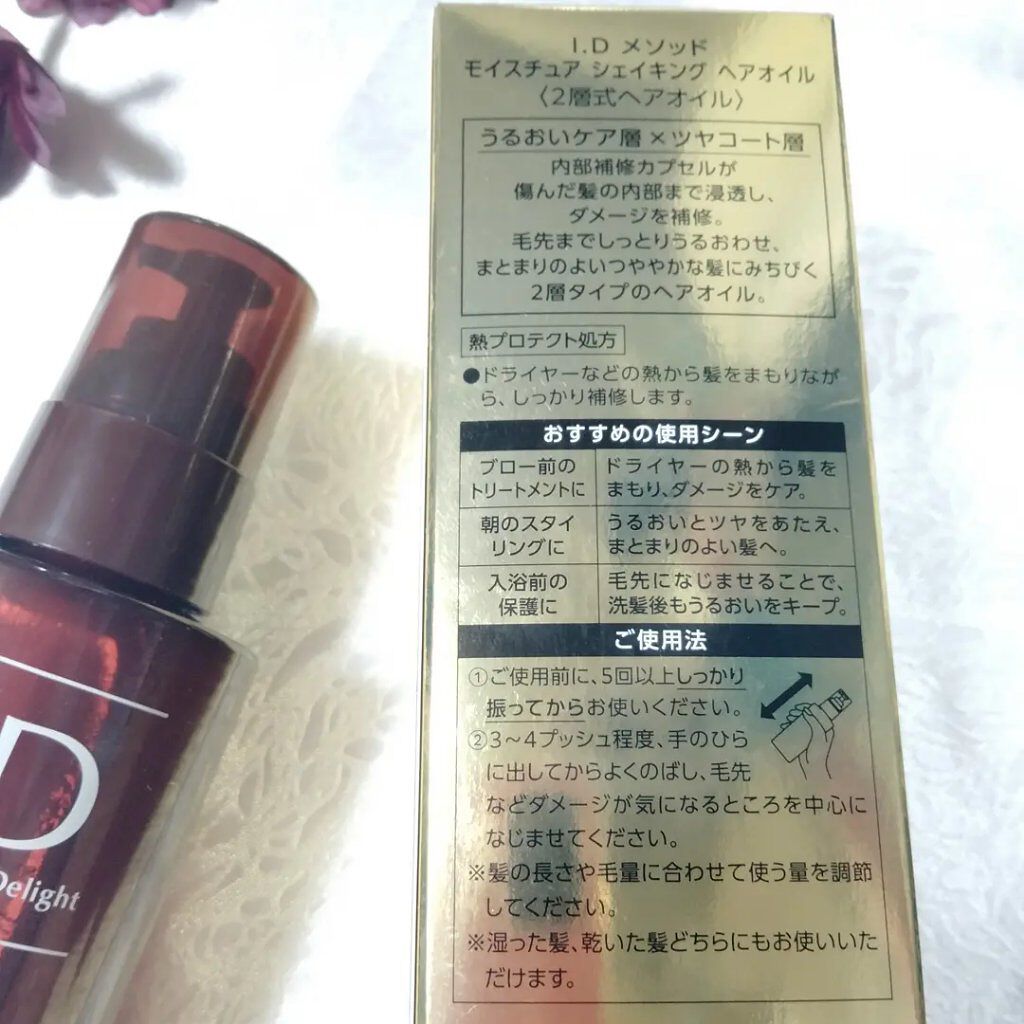 I.D メソッド
モイスチュア シェイキング ヘアオイル
〈2層式ヘアオイル〉
うるおいケア層×ツヤコート層
内部補修カプセルが
傷んだ髪の内部まで浸透し、
ダメージを補修。
毛先までしっとりうるおわせ、
まとまりのよいつややかな髪にみちびく
2層タイプのヘアオイル。
熱プロテクト処方
●ドライヤーなどの熱から髪をまもりなが
ら、しっかり補修します。
おすすめの使用シーン
ブロー前の
トリートメントに
ドライヤーの熱から髪を
まもり、ダメージをケア。
朝のスタイ
リングに
うるおいとツヤをあたえ、
まとまりのよい髪へ。
入浴前の
保護に
毛先になじませることで、
洗髪後もうるおいをキープ。
ご使用法
①ご使用前に、5回以上しっかり
振ってからお使いください。
②3〜4プッシュ程度、手のひら
に出してからよくのばし、毛先
などダメージが気になるところを中心に
なじませてください。
※髪の長さや毛量に合わせて使う量を調節
してください。
※湿った髪、乾いた髪どちらにもお使いいた
だけます。
D
Delight